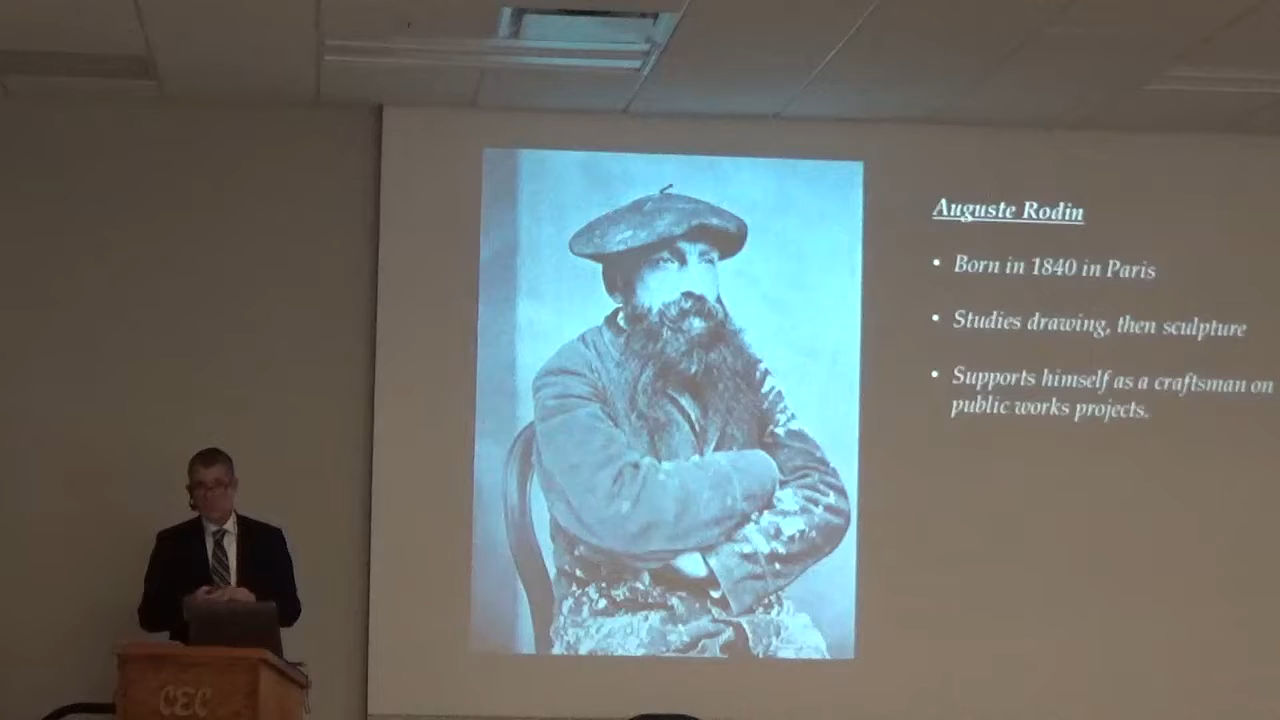 Auguste Rodin
• Born in 1840 in Paris
• Studies drawing, then sculpture
• Supports himself as a craftsman on
public works projects.
CEC